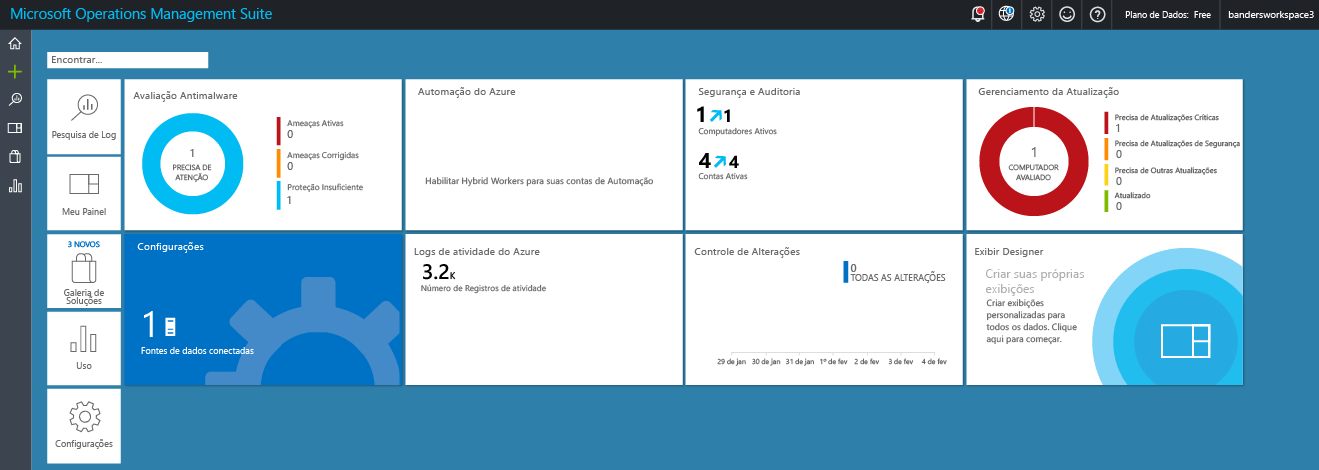 Microsoft Operations Management Suite
Plano de Dados: Free
bandersworkspace3
Encontrar...
Pesquisa de Log
Meu Painel
3 NOVOS
Galeria de
Soluções
Uso
Configurações
Avaliação Antimalware
1
PRECISA DE
ATENÇÃO
Ameaças Ativas
0
Ameaças Corrigidas
0
Proteção Insuficiente
1
Automação do Azure
Habilitar Hybrid Workers para suas contas de Automação
Segurança e Auditoria
1 1
Computadores Ativos
4 4
Contas Ativas
Gerenciamento da Atualização
1
COMPUTADOR
AVALIADO
Precisa de Atualizações Críticas
1
Precisa de Atualizações de Segurança
0
Precisa de Outras Atualizações
0
Atualizado
0
Configurações
1
Fontes de dados conectadas
Logs de atividade do Azure
3.2K
Número de Registros de atividade
Controle de Alterações
0
TODAS AS ALTERAÇÕES
29 de jan 30 de jan 31 de jan 1º de fev 2 de fev 3 de fev 4 de fev
Exibir Designer
Criar suas próprias
exibições
Criar exibições
personalizadas para
todos os dados. Clique
aqui para começar.